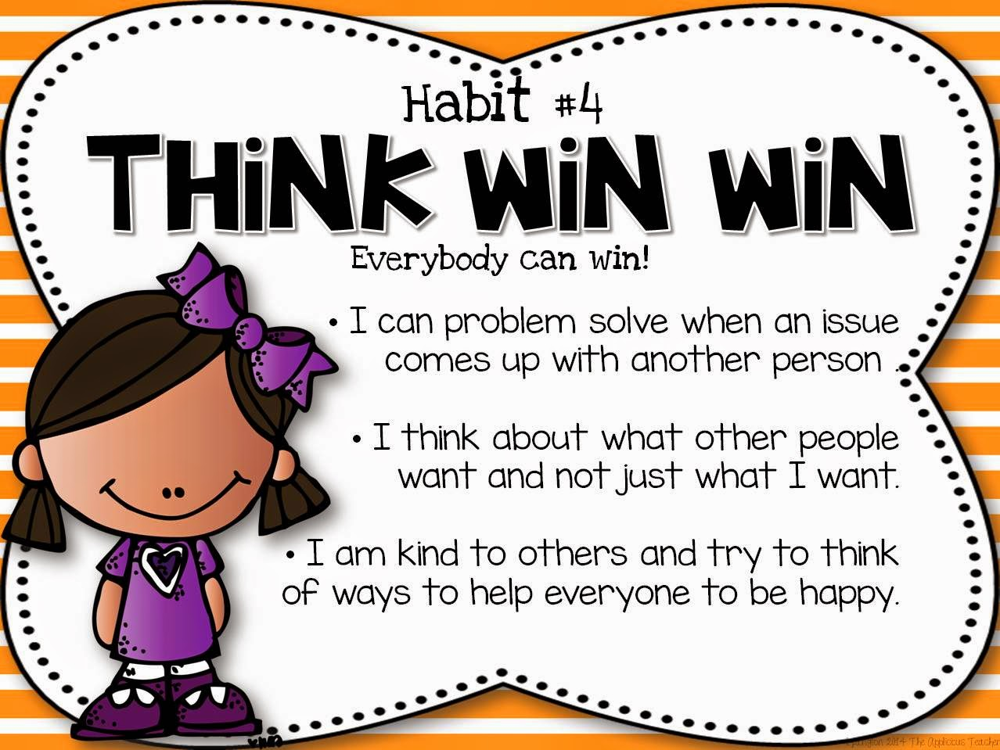 Habit #4
THiNK WiN WiN
Everybody can win!
• I can problem solve when an issue
comes up with another person .
• I think about what other people
want and not just what I want.
• I am kind to others and try to think
of ways to help everyone to be happy.
2014 The Applicious Teacher